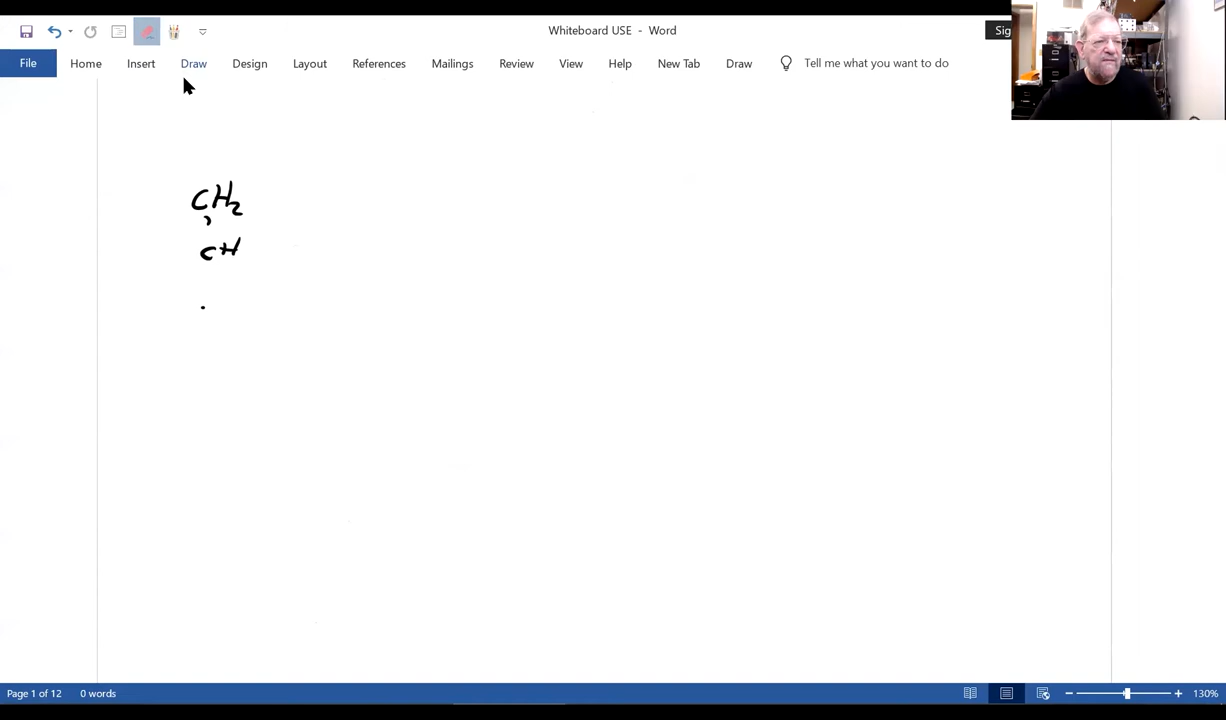 Whiteboard USE - Word
Sig
File Home Insert Draw Design Layout References Mailings Review View Help New Tab Draw Tell me what you want to do
CH₂
CH
Page 1 of 12 0 words 130%